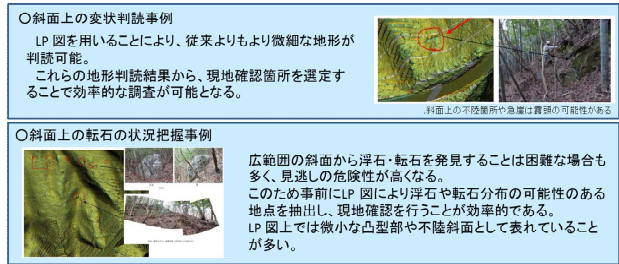 ○斜面上の変状判読事例
LP 図を用いることにより、従来よりもより微細な地形が
判読可能。
これらの地形判読結果から、現地確認箇所を選定す
ることで効率的な調査が可能となる。
斜面上の不陸箇所や急崖は露頭の可能性がある
○斜面上の転石の状況把握事例
広範囲の斜面から浮石・転石を発見することは困難な場合も
多く、見逃しの危険性が高くなる。
このため事前にLP 図により浮石や転石分布の可能性のある
地点を抽出し、現地確認を行うことが効率的である。
LP 図上では微小な凸型部や不陸斜面として表れていること
が多い。